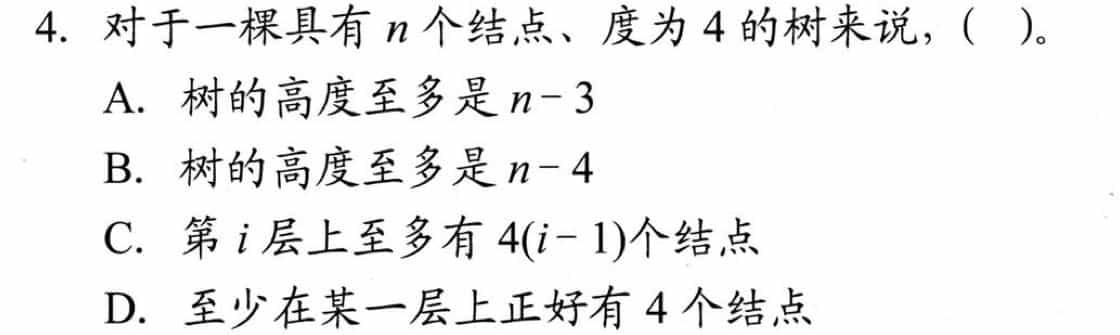 4. 对于一棵具有 n 个结点、度为 4 的树来说，（ ）。
A. 树的高度至多是 n－3
B. 树的高度至多是 n－4
C. 第 i 层上至多有 4(i－1)个结点
D. 至少在某一层上正好有 4 个结点